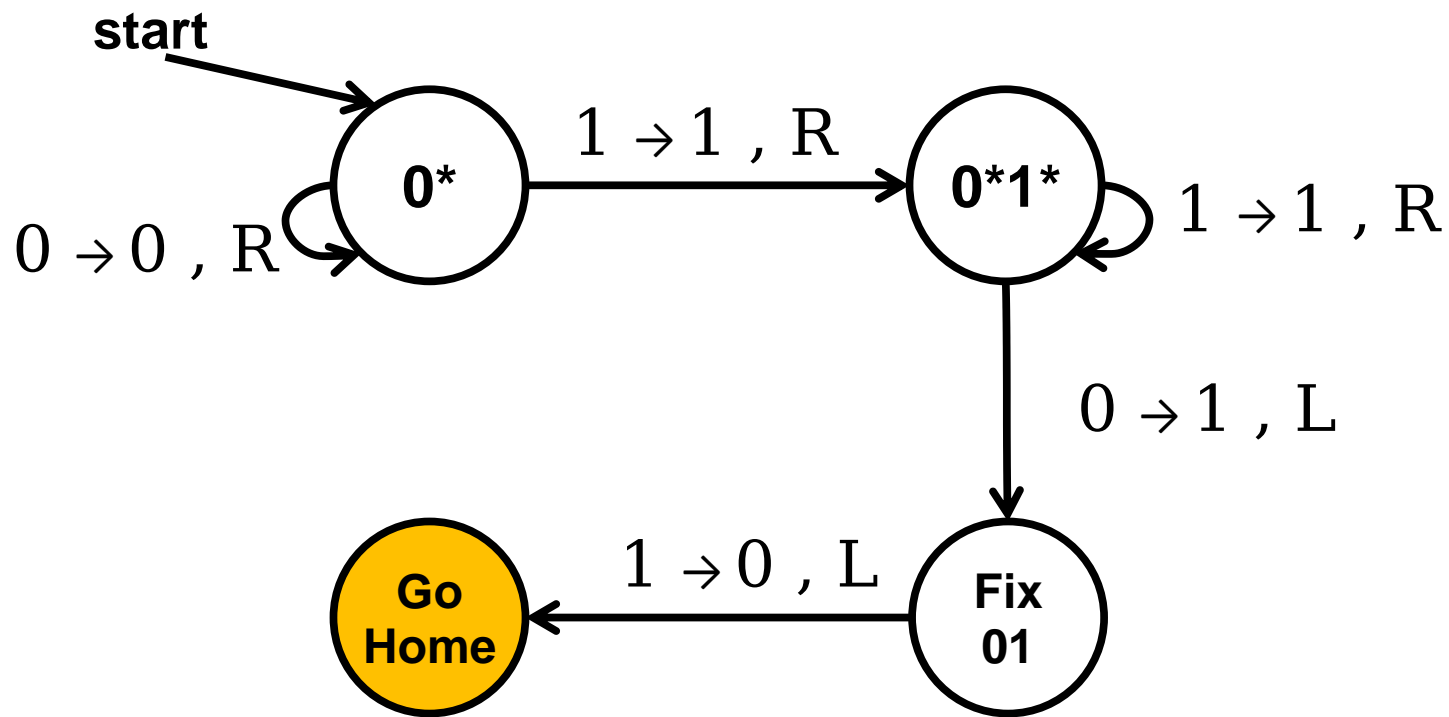 start
0*
1 → 1 , R
0*1*
1 → 1 , R
0 → 0 , R
0 → 1 , L
Go
Home
1 → 0 , L
Fix
01